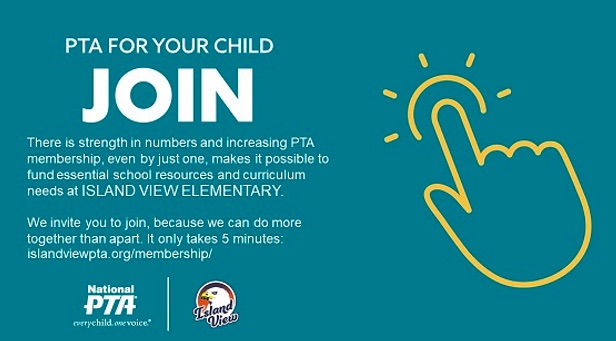 PTA FOR YOUR CHILD
JOIN
There is strength in numbers and increasing PTA
membership, even by just one, makes it possible to
fund essential school resources and curriculum
needs at ISLAND VIEW ELEMENTARY.
We invite you to join, because we can do more
together than apart. It only takes 5 minutes:
islandviewpta.org/membership/
National
PTA®
everychild.onevoice.®
Island
View